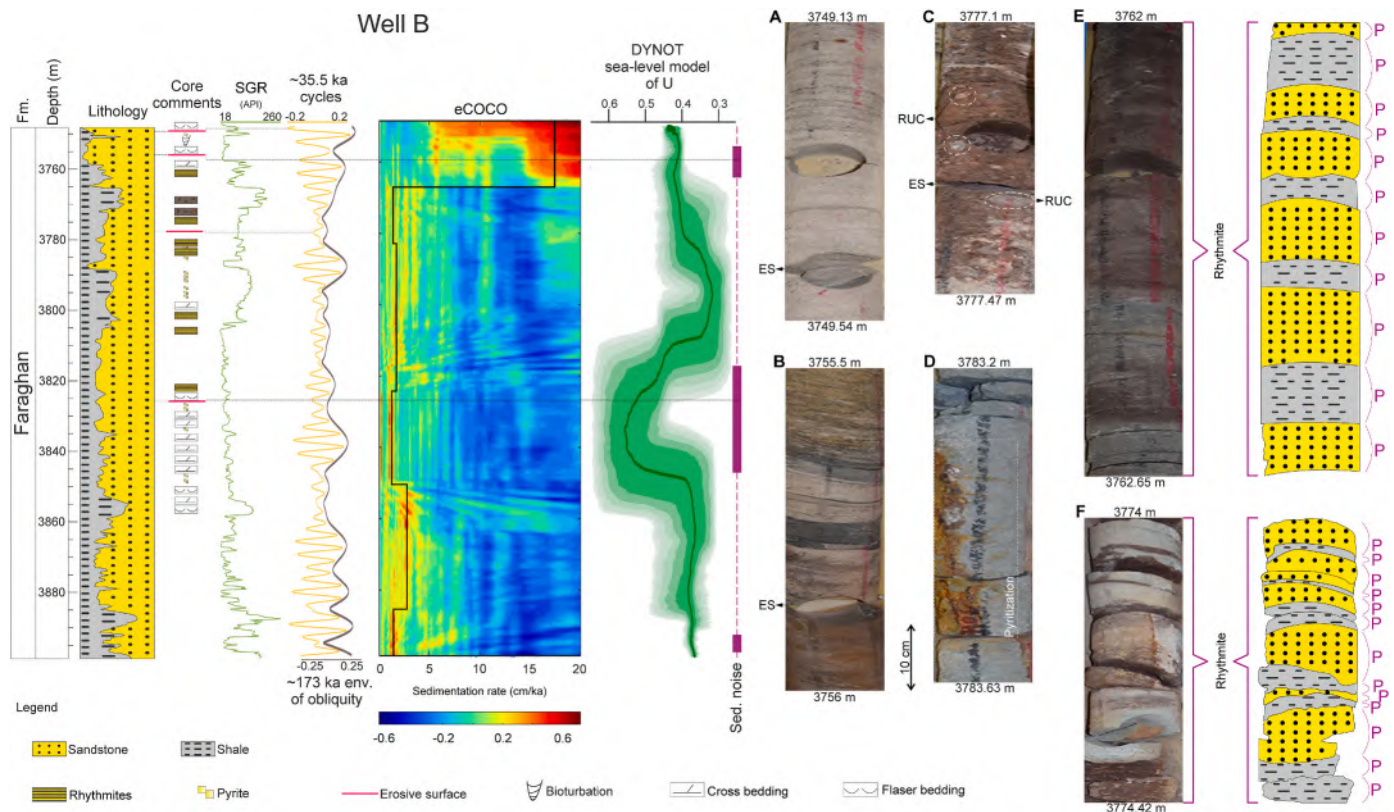 Well B
Fm.
Depth (m)
Lithology
Core
comments
SGR
(API)
18 260
~35.5 ka
cycles
-0.2 0.2
eCOCO
DYNOT
sea-level model
of U
0.6 0.5 0.4 0.3
Faraghan
3760
3780
3800
3820
3840
3860
3880
-0.25 0.25
~173 ka env.
of obliquity
0 5 10 15 20
Sedimentation rate (cm/ka)
-0.6 -0.2 0.2 0.6
Sed. noise
A
3749.13 m
ES
3749.54 m
B
3755.5 m
ES
3756 m
C
3777.1 m
RUC
ES
RUC
3777.47 m
D
3783.2 m
Pyritization
10 cm
3783.63 m
E
3762 m
Rhythmite
P
P
P
P
P
P
P
P
P
P
P
3762.65 m
F
3774 m
Rhythmite
P
P
P
P
P
P
P
P
P
P
P
P
P
P
3774.42 m
Legend
Sandstone
Shale
Rhythmites
Pyrite
Erosive surface
Bioturbation
Cross bedding
Flaser bedding